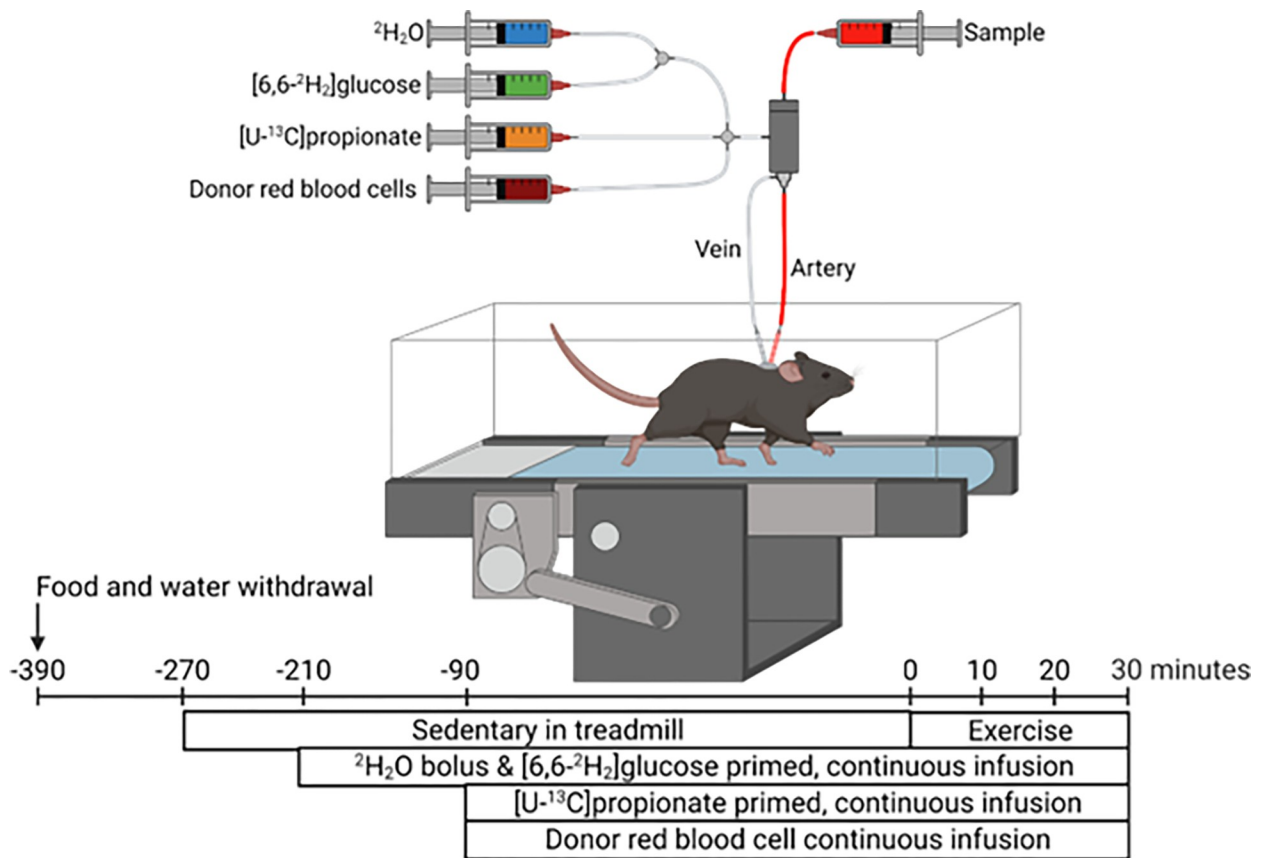 ²H₂O
Sample
[6,6-²H₂]glucose
[U-¹³C]propionate
Donor red blood cells
Vein
Artery
Food and water withdrawal
-390 -270 -210 -90 0 10 20 30 minutes
Sedentary in treadmill Exercise
²H₂O bolus & [6,6-²H₂]glucose primed, continuous infusion
[U-¹³C]propionate primed, continuous infusion
Donor red blood cell continuous infusion